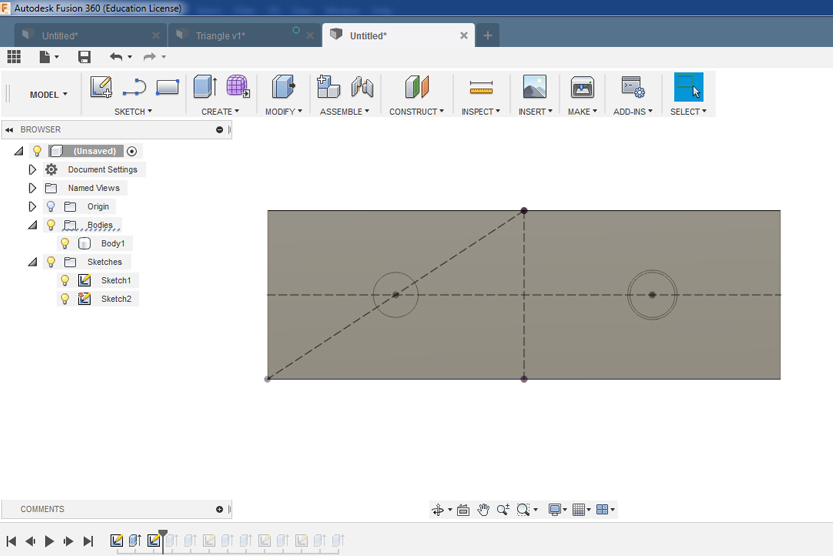 Autodesk Fusion 360 (Education License)
Untitled*
Triangle v1*
Untitled*
MODEL
SKETCH
CREATE
MODIFY
ASSEMBLE
CONSTRUCT
INSPECT
INSERT
MAKE
ADD-INS
SELECT
BROWSER
(Unsaved)
Document Settings
Named Views
Origin
Bodies
Body1
Sketches
Sketch1
Sketch2
COMMENTS